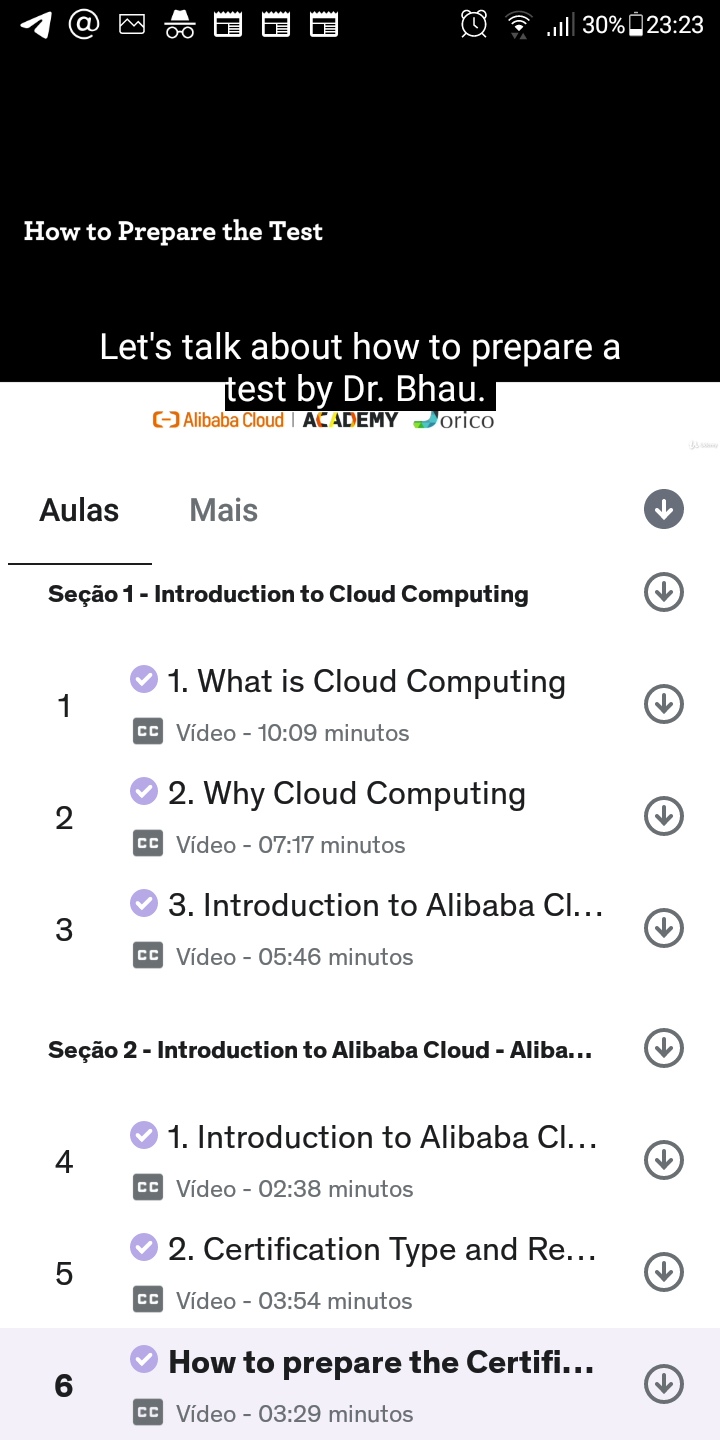 30% 23:23
How to Prepare the Test
Let's talk about how to prepare a
test by Dr. Bhau.
Alibaba Cloud | ACADEMY orico
Aulas Mais
Seção 1 - Introduction to Cloud Computing
1 1. What is Cloud Computing
CC Vídeo - 10:09 minutos
2 2. Why Cloud Computing
CC Vídeo - 07:17 minutos
3 3. Introduction to Alibaba Cl...
CC Vídeo - 05:46 minutos
Seção 2 - Introduction to Alibaba Cloud - Aliba...
4 1. Introduction to Alibaba Cl...
CC Vídeo - 02:38 minutos
5 2. Certification Type and Re...
CC Vídeo - 03:54 minutos
6 How to prepare the Certifi...
CC Vídeo - 03:29 minutos